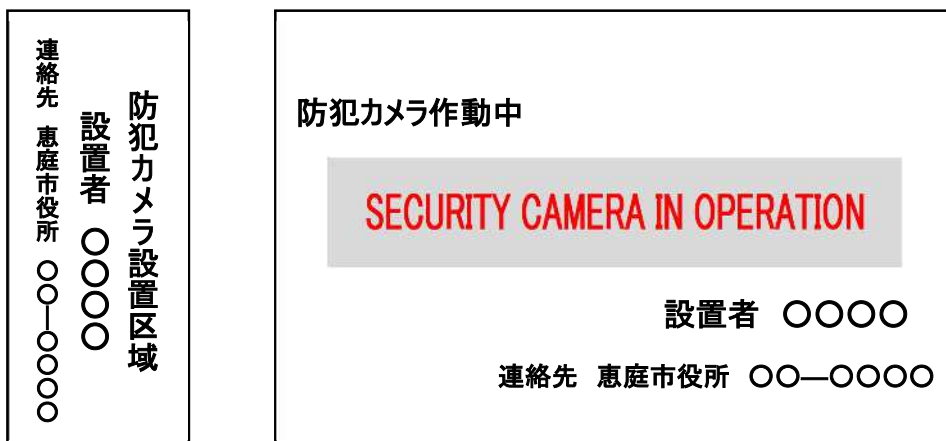 防犯カメラ設置区域
設置者 〇〇〇〇
連絡先 恵庭市役所 〇〇―〇〇〇〇
防犯カメラ作動中
SECURITY CAMERA IN OPERATION
設置者 〇〇〇〇
連絡先 恵庭市役所 〇〇―〇〇〇〇